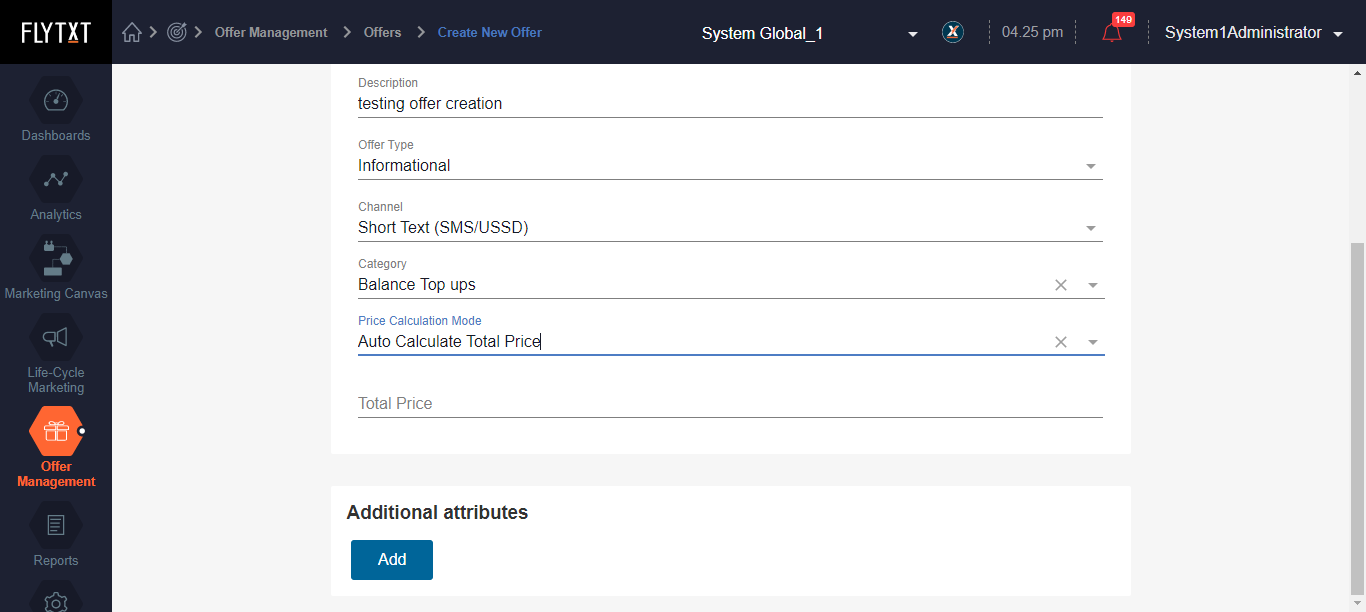 FLYTXT
Offer Management
Offers
Create New Offer
System Global_1
X
04.25 pm
149
System1Administrator
Dashboards
Analytics
Marketing Canvas
Life-Cycle
Marketing
Offer
Management
Reports
Description
testing offer creation
Offer Type
Informational
Channel
Short Text (SMS/USSD)
Category
Balance Top ups
Price Calculation Mode
Auto Calculate Total Price
Total Price
Additional attributes
Add